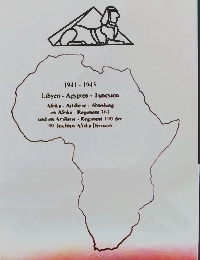 1941 - 1943
Libyen - Ägypten - Tunesien
Afrika - Artillerie - Abteilung
im Afrika - Regiment 361
und im Artillerie - Regiment 190 der
90. leichten Afrika Division